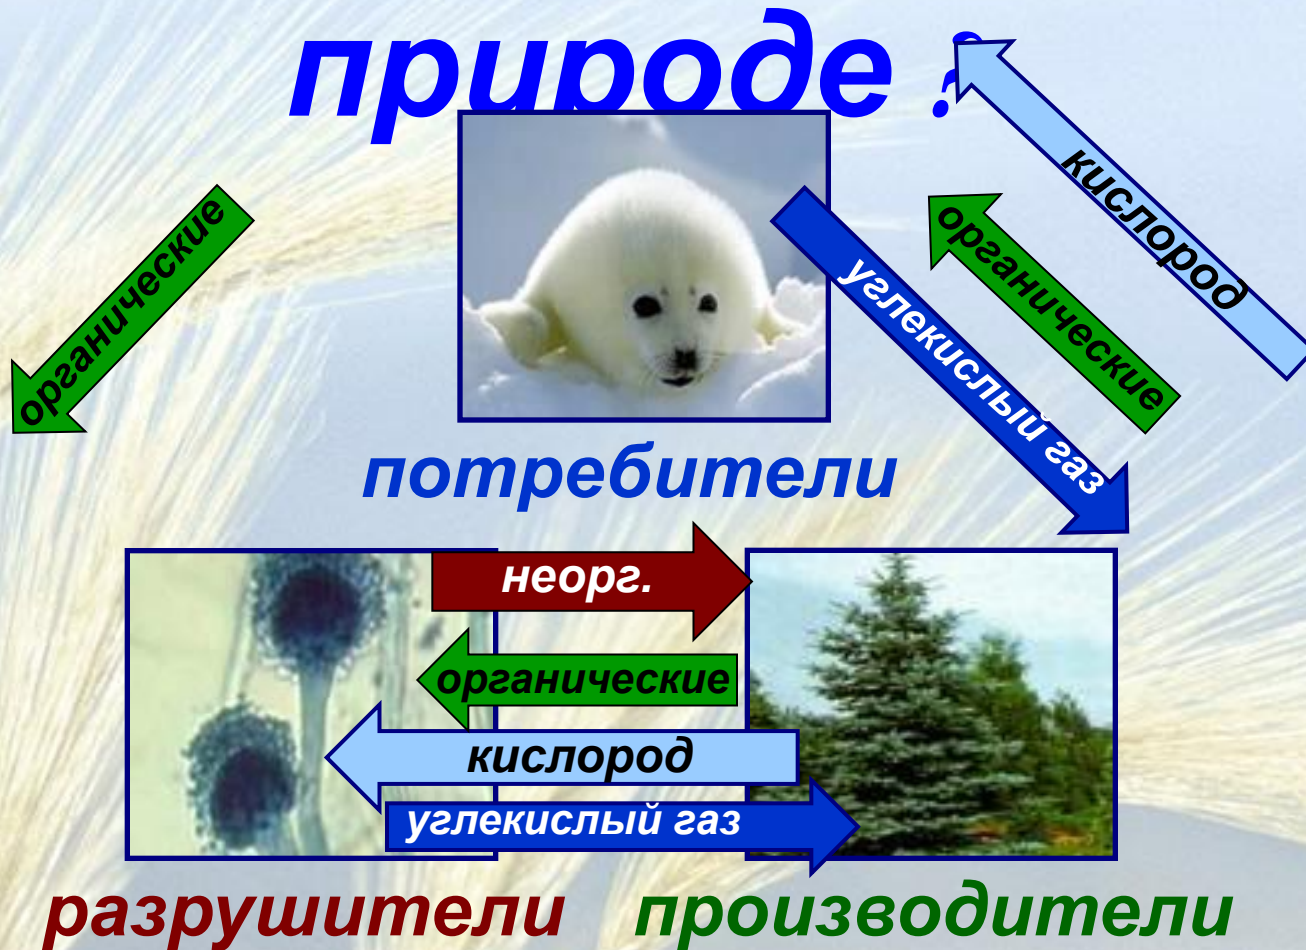 природе ?
кислород
органические
органические
углекислый газ
потребители
неорг.
органические
кислород
углекислый газ
разрушители производители